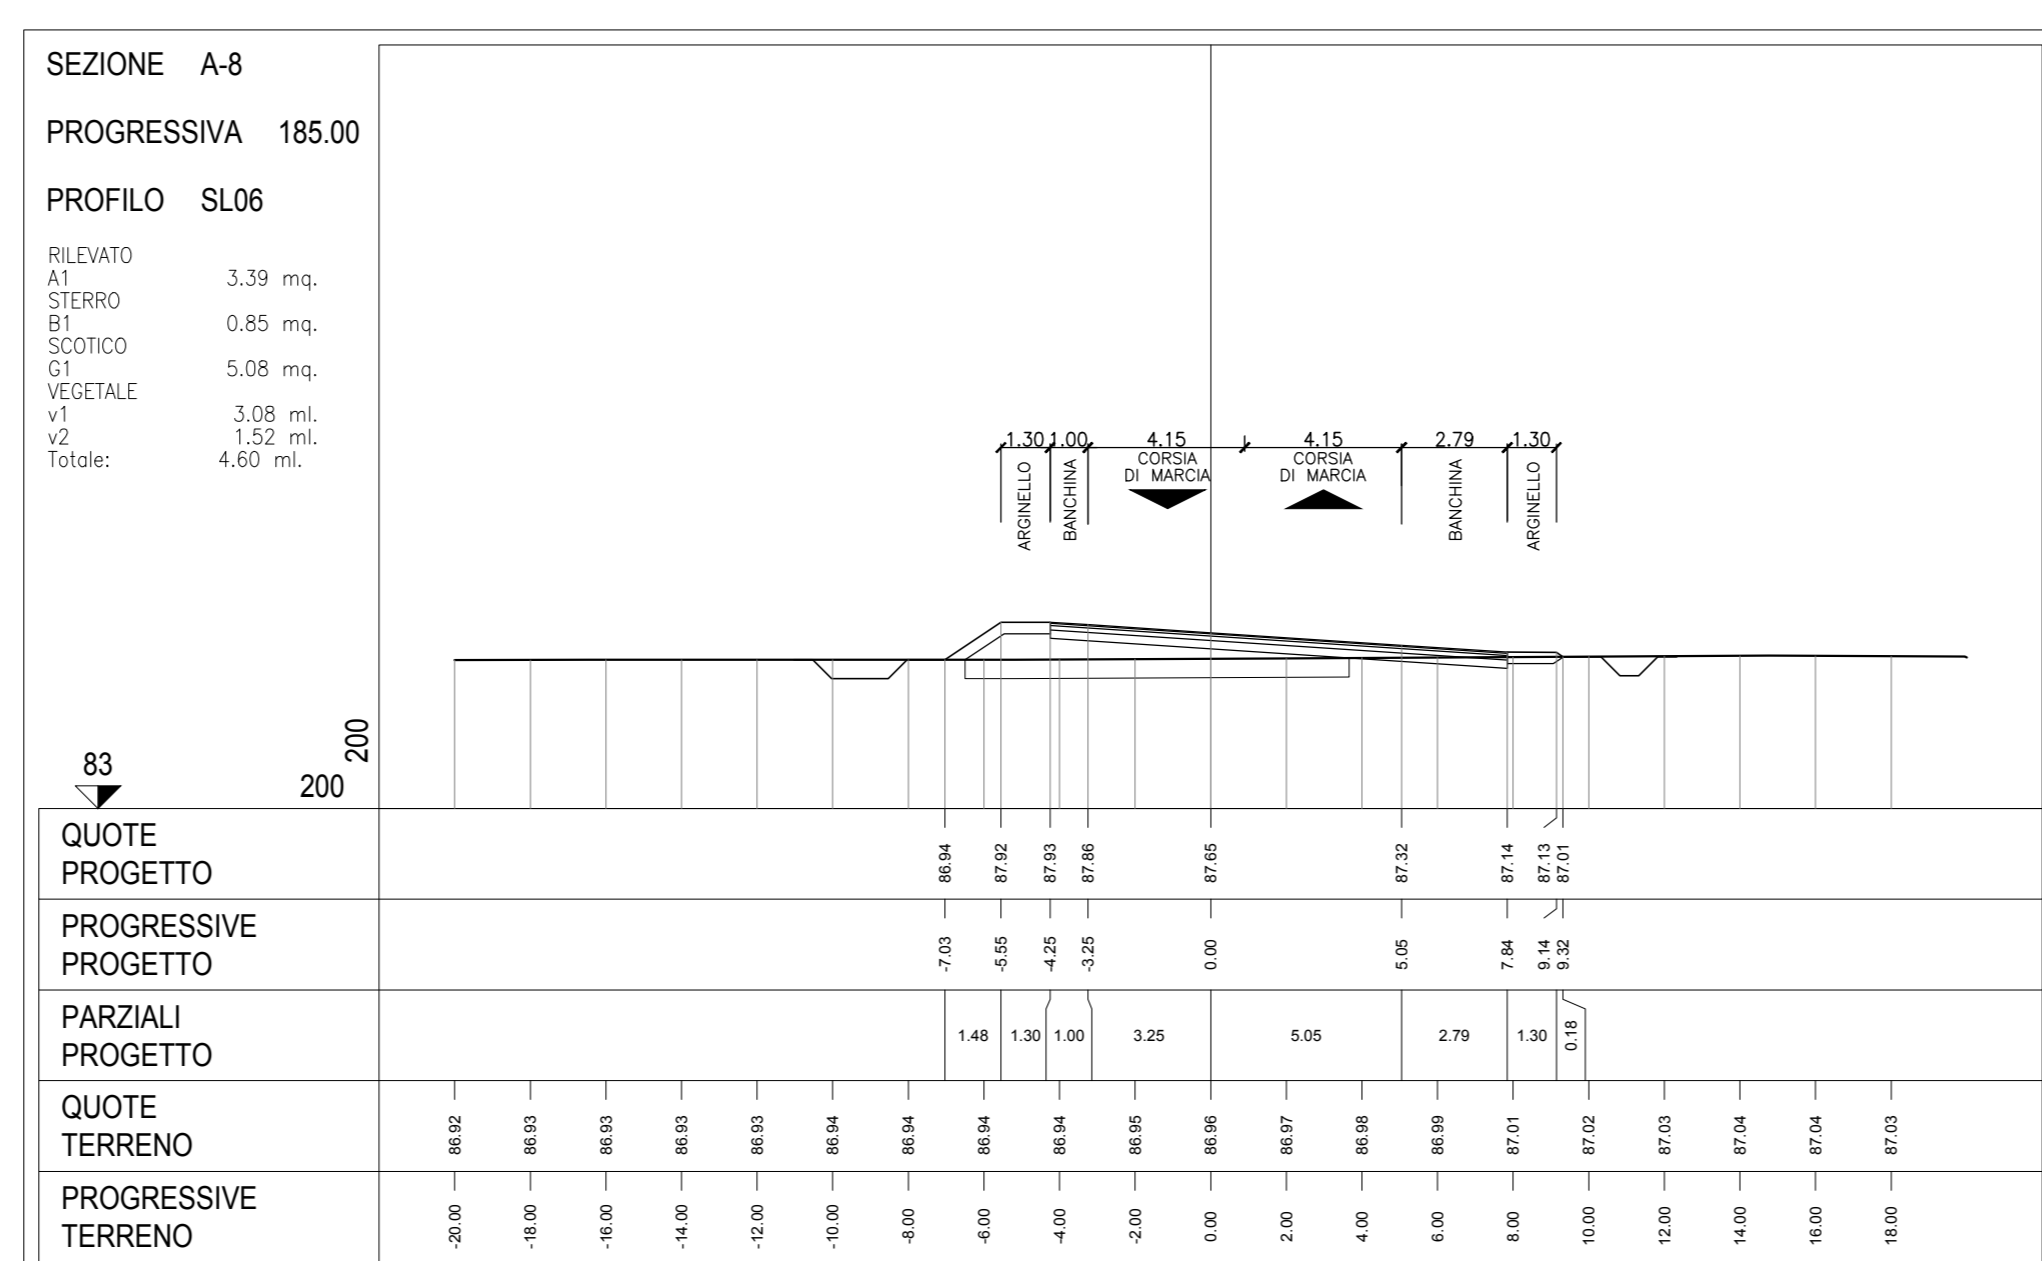 SEZIONE A-8
PROGRESSIVA 185.00
PROFILO SL06
RILEVATO
A1 3.39 mq.
STERRO
B1 0.85 mq.
SCOTICO
G1 5.08 mq.
VEGETALE
v1 3.08 ml.
v2 1.52 ml.
Totale: 4.60 ml.
1.30 1.00 4.15 4.15 2.79 1.30
ARGINELLO
BANCHINA
CORSIA
DI MARCIA
CORSIA
DI MARCIA
BANCHINA
ARGINELLO
83
200
200
QUOTE
PROGETTO
86.94 87.92 87.93 87.86 87.65 87.32 87.14 87.13 87.01
PROGRESSIVE
PROGETTO
-7.03 -5.55 -4.25 -3.25 0.00 5.05 7.84 9.14 9.32
PARZIALI
PROGETTO
1.48 1.30 1.00 3.25 5.05 2.79 1.30 0.18
QUOTE
TERRENO
86.92 86.93 86.93 86.93 86.93 86.94 86.94 86.94 86.94 86.95 86.96 86.97 86.98 86.99 87.01 87.02 87.03 87.04 87.04 87.03
PROGRESSIVE
TERRENO
-20.00 -18.00 -16.00 -14.00 -12.00 -10.00 -8.00 -6.00 -4.00 -2.00 0.00 2.00 4.00 6.00 8.00 10.00 12.00 14.00 16.00 18.00